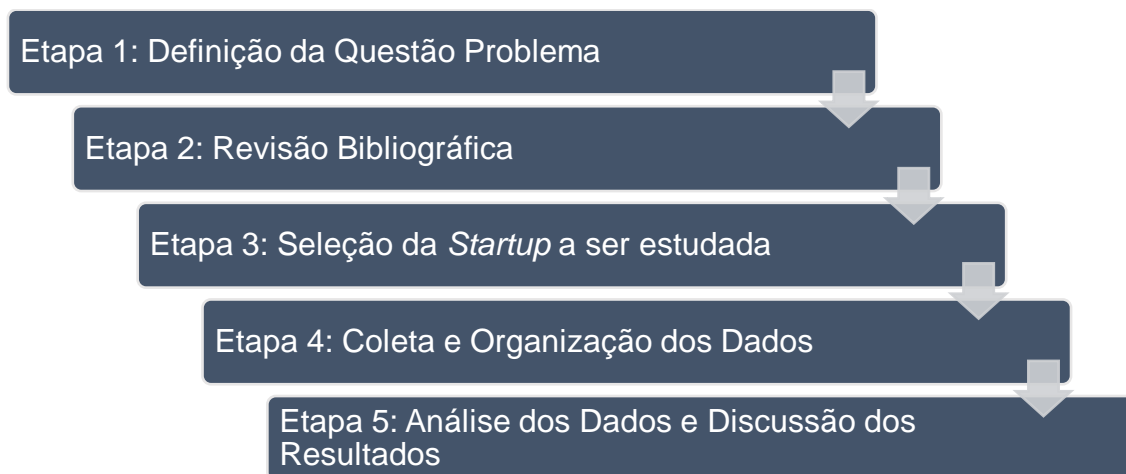 Etapa 1: Definição da Questão Problema
Etapa 2: Revisão Bibliográfica
Etapa 3: Seleção da Startup a ser estudada
Etapa 4: Coleta e Organização dos Dados
Etapa 5: Análise dos Dados e Discussão dos
Resultados